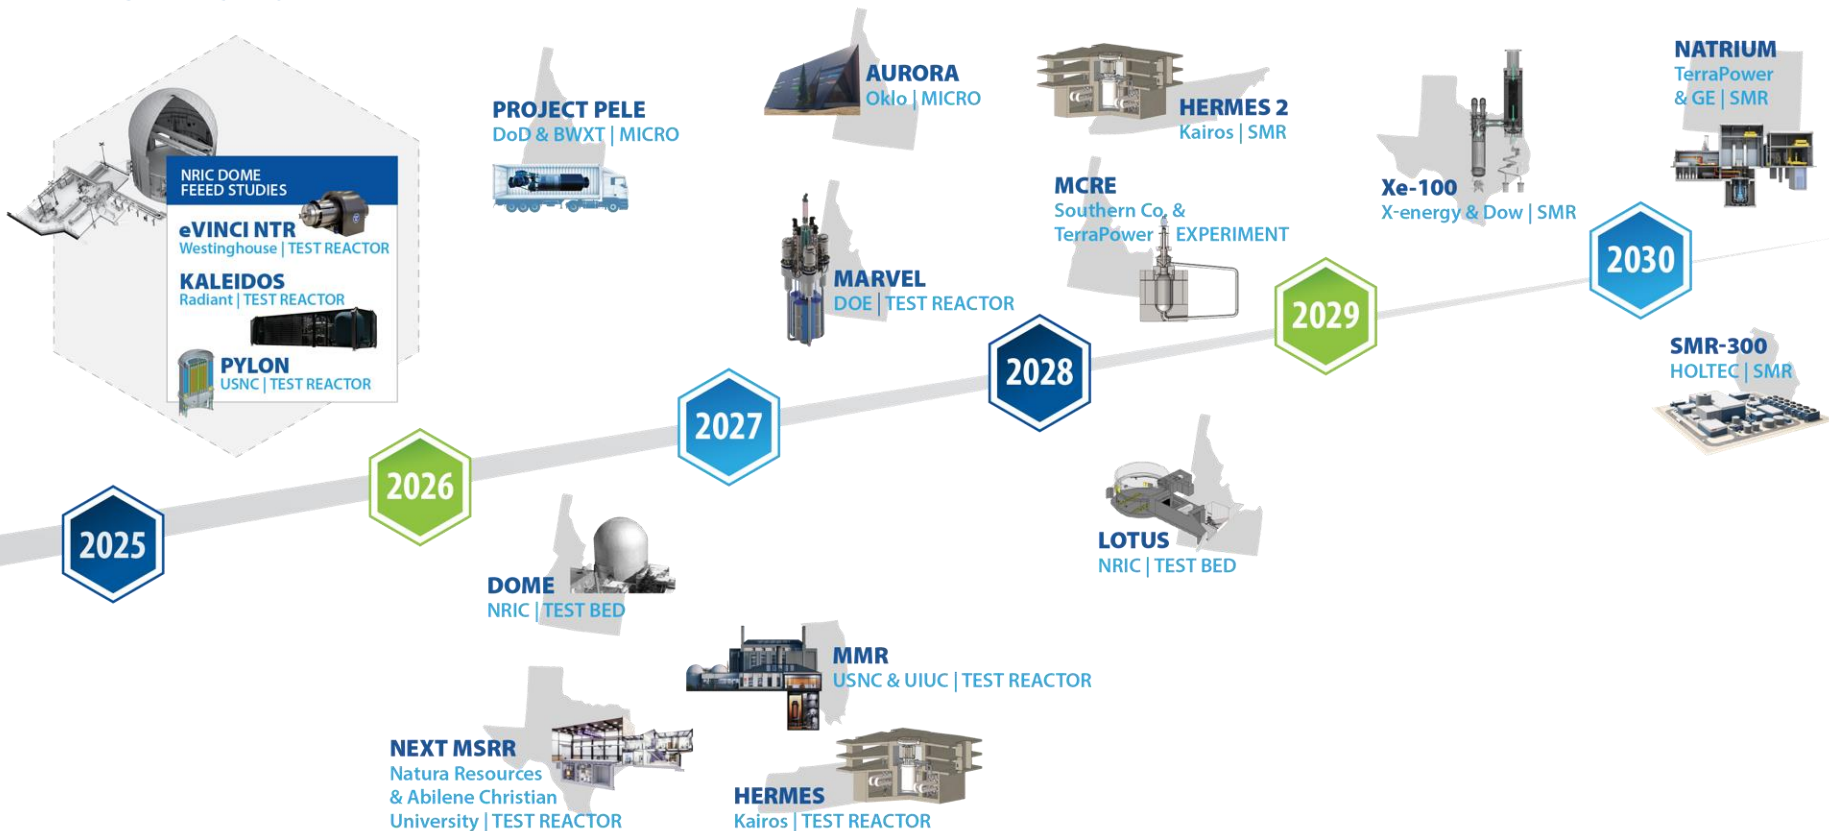 NRIC DOME
FEEED STUDIES
eVINCI NTR
Westinghouse | TEST REACTOR
KALEIDOS
Radiant | TEST REACTOR
PYLON
USNC | TEST REACTOR
PROJECT PELE
DoD & BWXT | MICRO
AURORA
Oklo | MICRO
MARVEL
DOE | TEST REACTOR
HERMES 2
Kairos | SMR
MCRE
Southern Co. &
TerraPower | EXPERIMENT
Xe-100
X-energy & Dow | SMR
NATRIUM
TerraPower
& GE | SMR
SMR-300
HOLTEC | SMR
2025
2026
2027
2028
2029
2030
DOME
NRIC | TEST BED
LOTUS
NRIC | TEST BED
MMR
USNC & UIUC | TEST REACTOR
NEXT MSRR
Natura Resources
& Abilene Christian
University | TEST REACTOR
HERMES
Kairos | TEST REACTOR